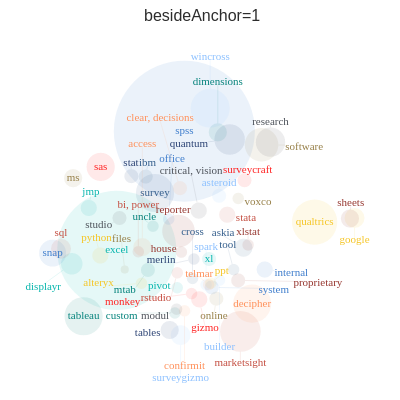 besideAnchor=1
wincross
dimensions
clear, decisions
research
spss
access
quantum
software
office
statibm
critical, vision
surveycraft
sas
ms
asteroid
jmp
survey
voxco
bi, power
reporter
sheets
uncle
stata
qualtrics
studio
cross
askia
xlstar
python
files
google
tool
house
spark
excel
snap
merlin
xl
telmar
ppt
internal
alteryx
pivot
proprietary
displayr
mtab
system
rstudio
monkey
decipher
tableau
custom
modul
online
gizmo
tables
builder
confirmit
marketsight
surveygizmo
sql